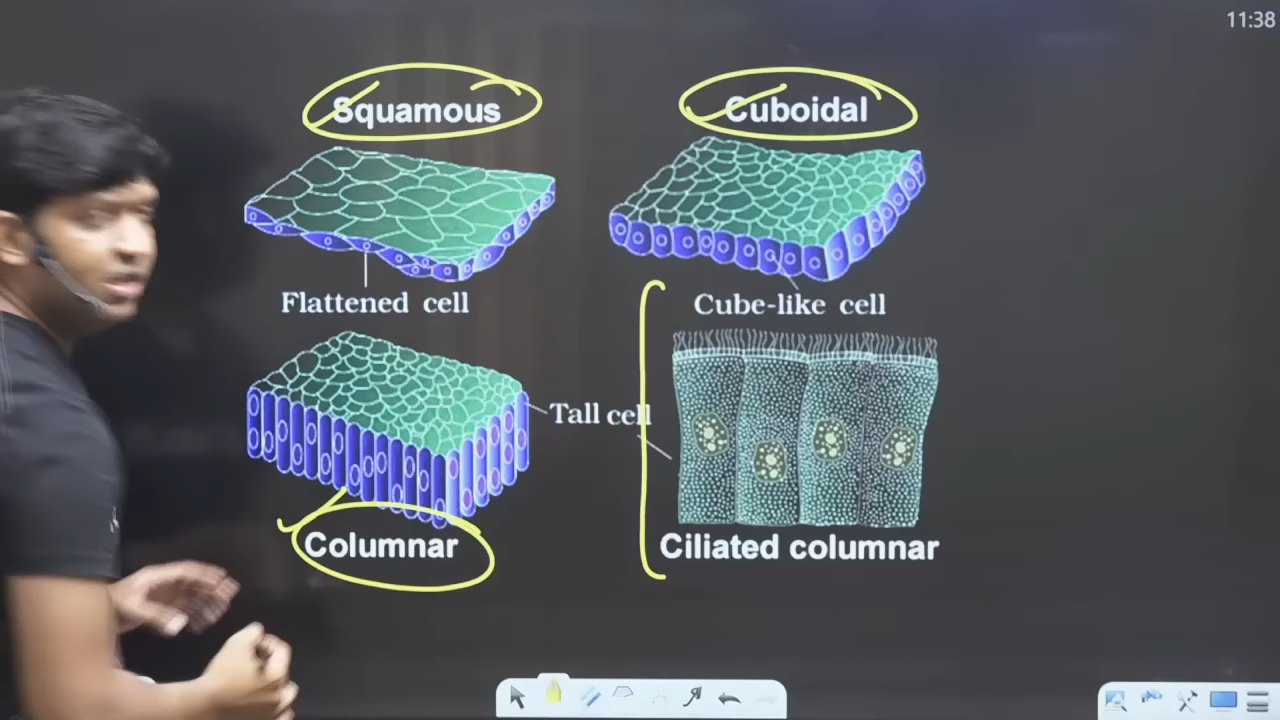 11:38
Squamous
Cuboidal
Flattened cell
Cube-like cell
Tall cell
Columnar
Ciliated columnar